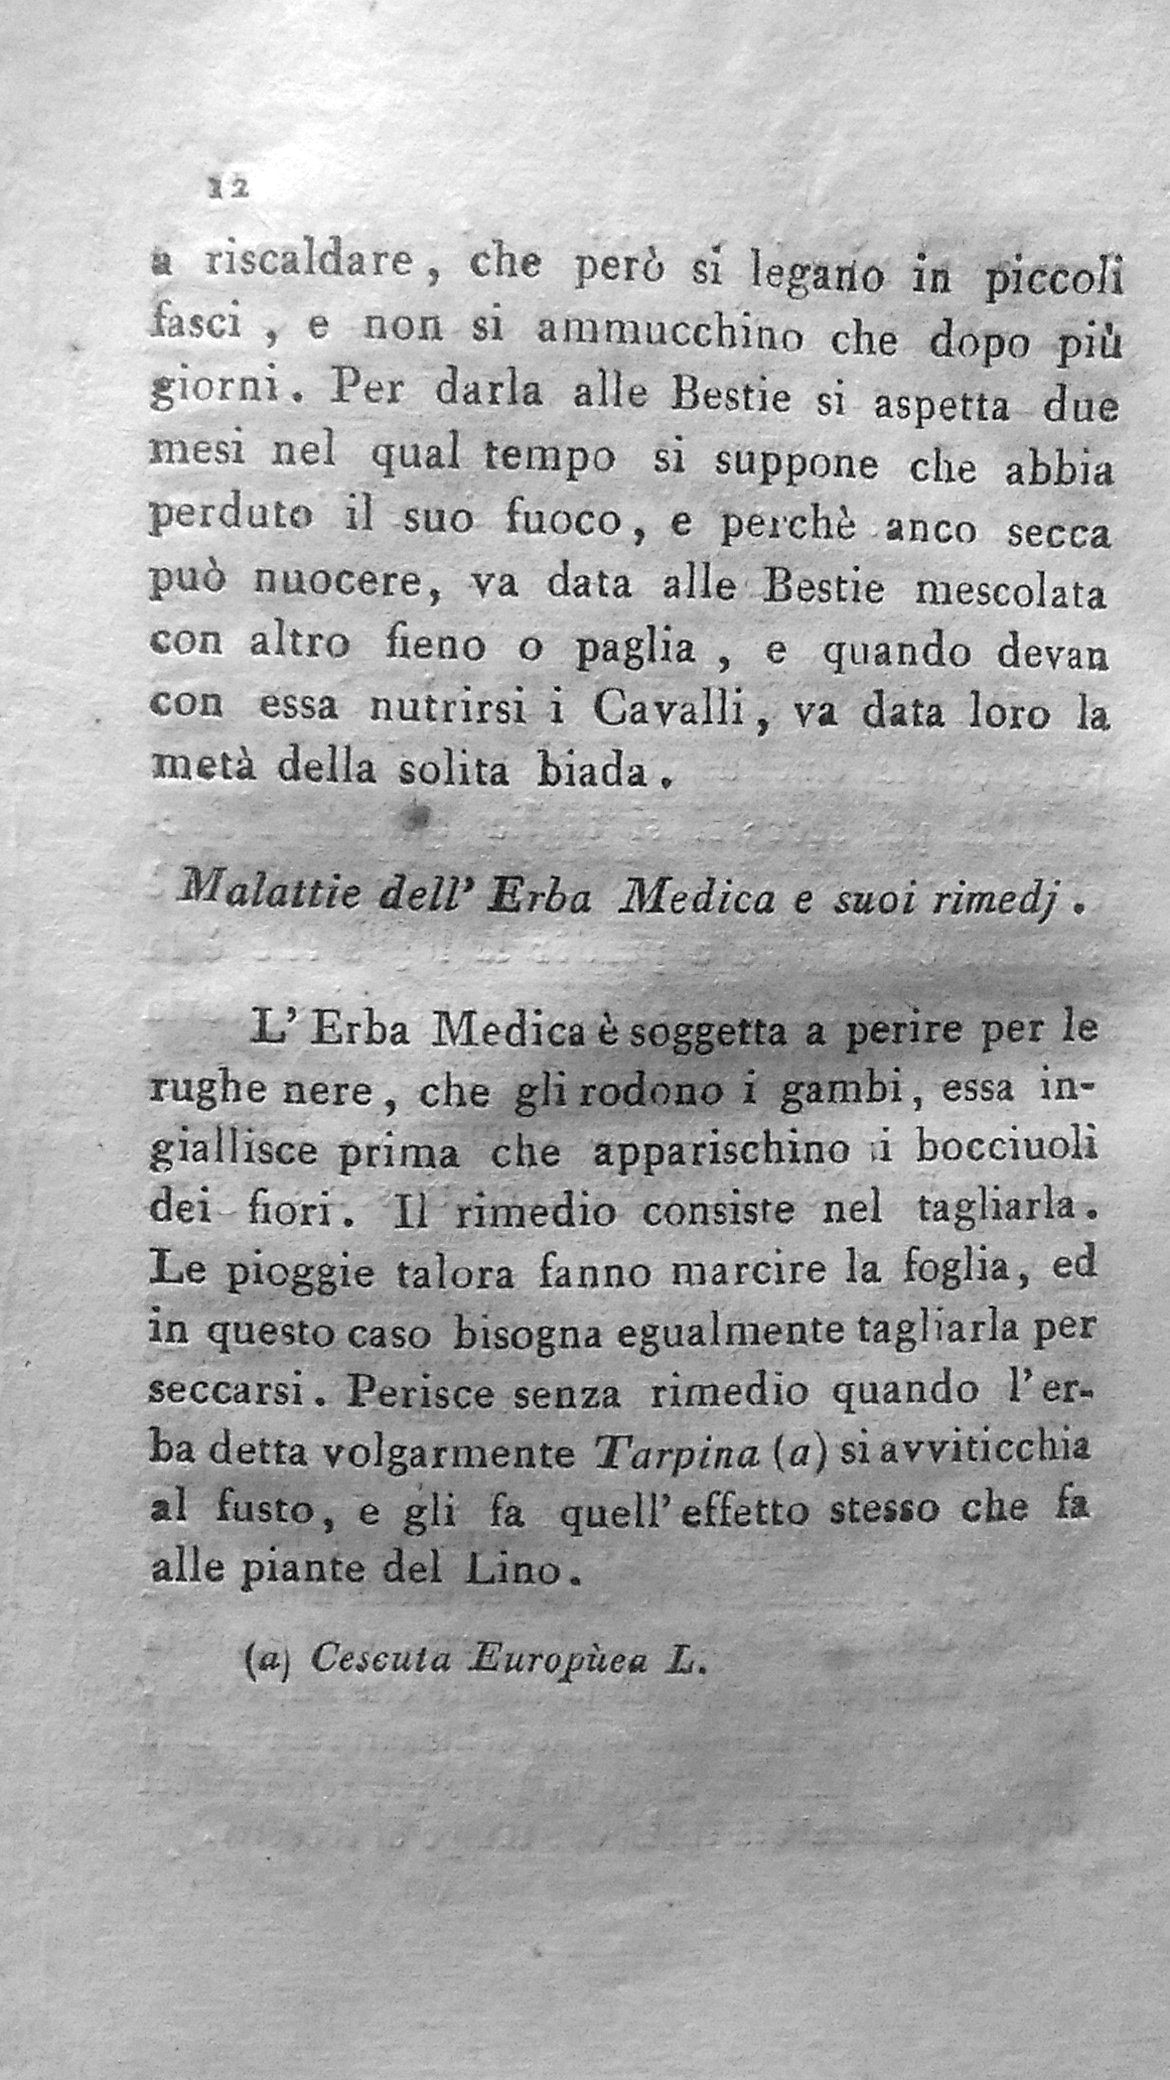 12
a riscaldare, che però si legano in piccoli
fasci, e non si ammucchino che dopo più
giorni. Per darla alle Bestie si aspetta due
mesi nel qual tempo si suppone che abbia
perduto il suo fuoco, e perchè anco secca
può nuocere, va data alle Bestie mescolata
con altro fieno o paglia, e quando devan
con essa nutrirsi i Cavalli, va data loro la
metà della solita biada.
Malattie dell' Erba Medica e suoi rimedj.
L' Erba Medica è soggetta a perire per le
rughe nere, che gli rodono i gambi, essa in-
giallisce prima che apparischino i bocciuoli
dei fiori. Il rimedio consiste nel tagliarla.
Le pioggie talora fanno marcire la foglia, ed
in questo caso bisogna egualmente tagliarla per
seccarsi. Perisce senza rimedio quando l' er-
ba detta volgarmente Tarpina (a) si avviticchia
al fusto, e gli fa quell' effetto stesso che fa
alle piante del Lino.
(a) Cescuta Europùea L.